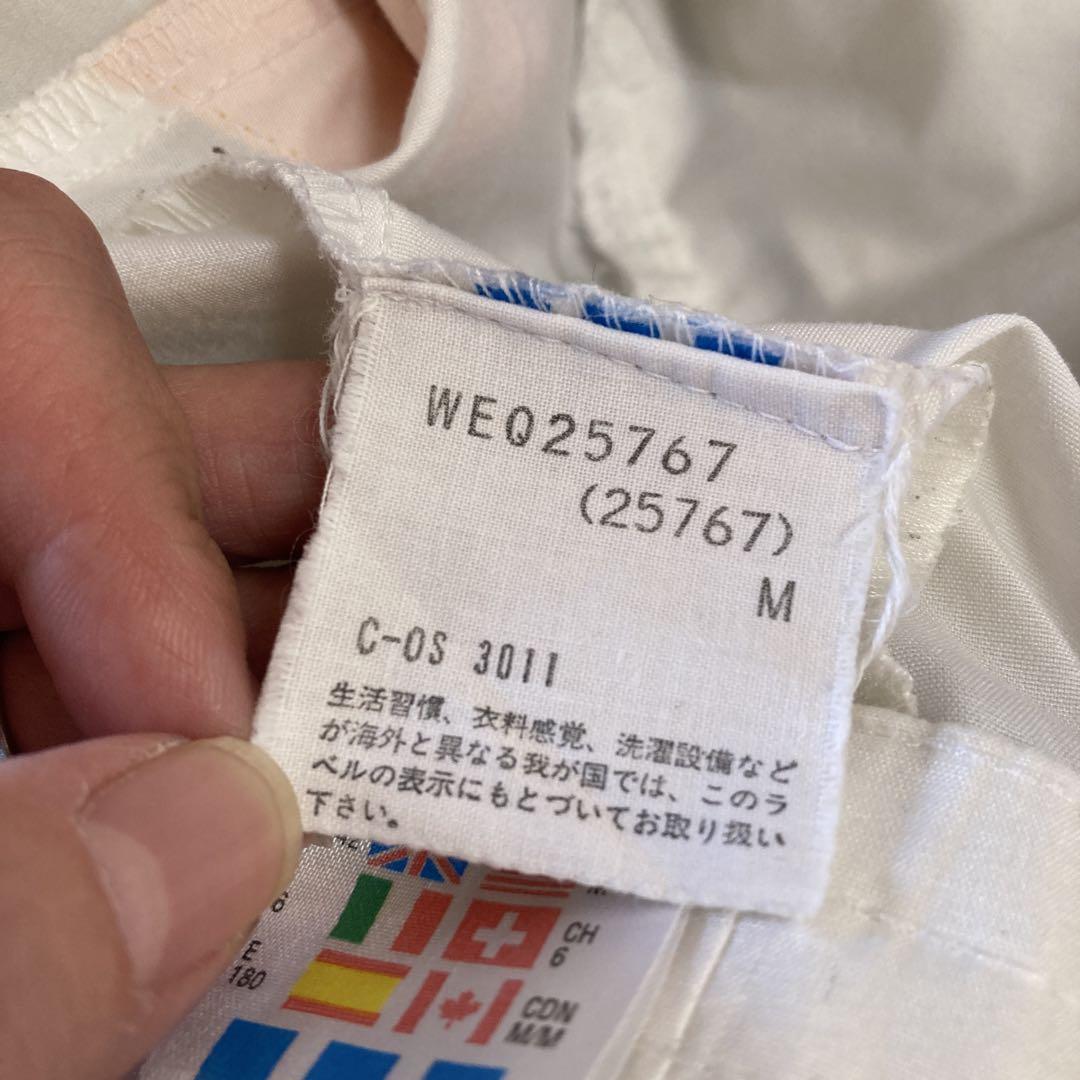 WEQ25767
(25767)
M
C-OS 3011
生活習慣、衣料感覚、洗濯設備など
が海外と異なる我が国では、このラ
ベルの表示にもとづいてお取り扱い
下さい。
6
CH
6
E
180
CDN
M/M